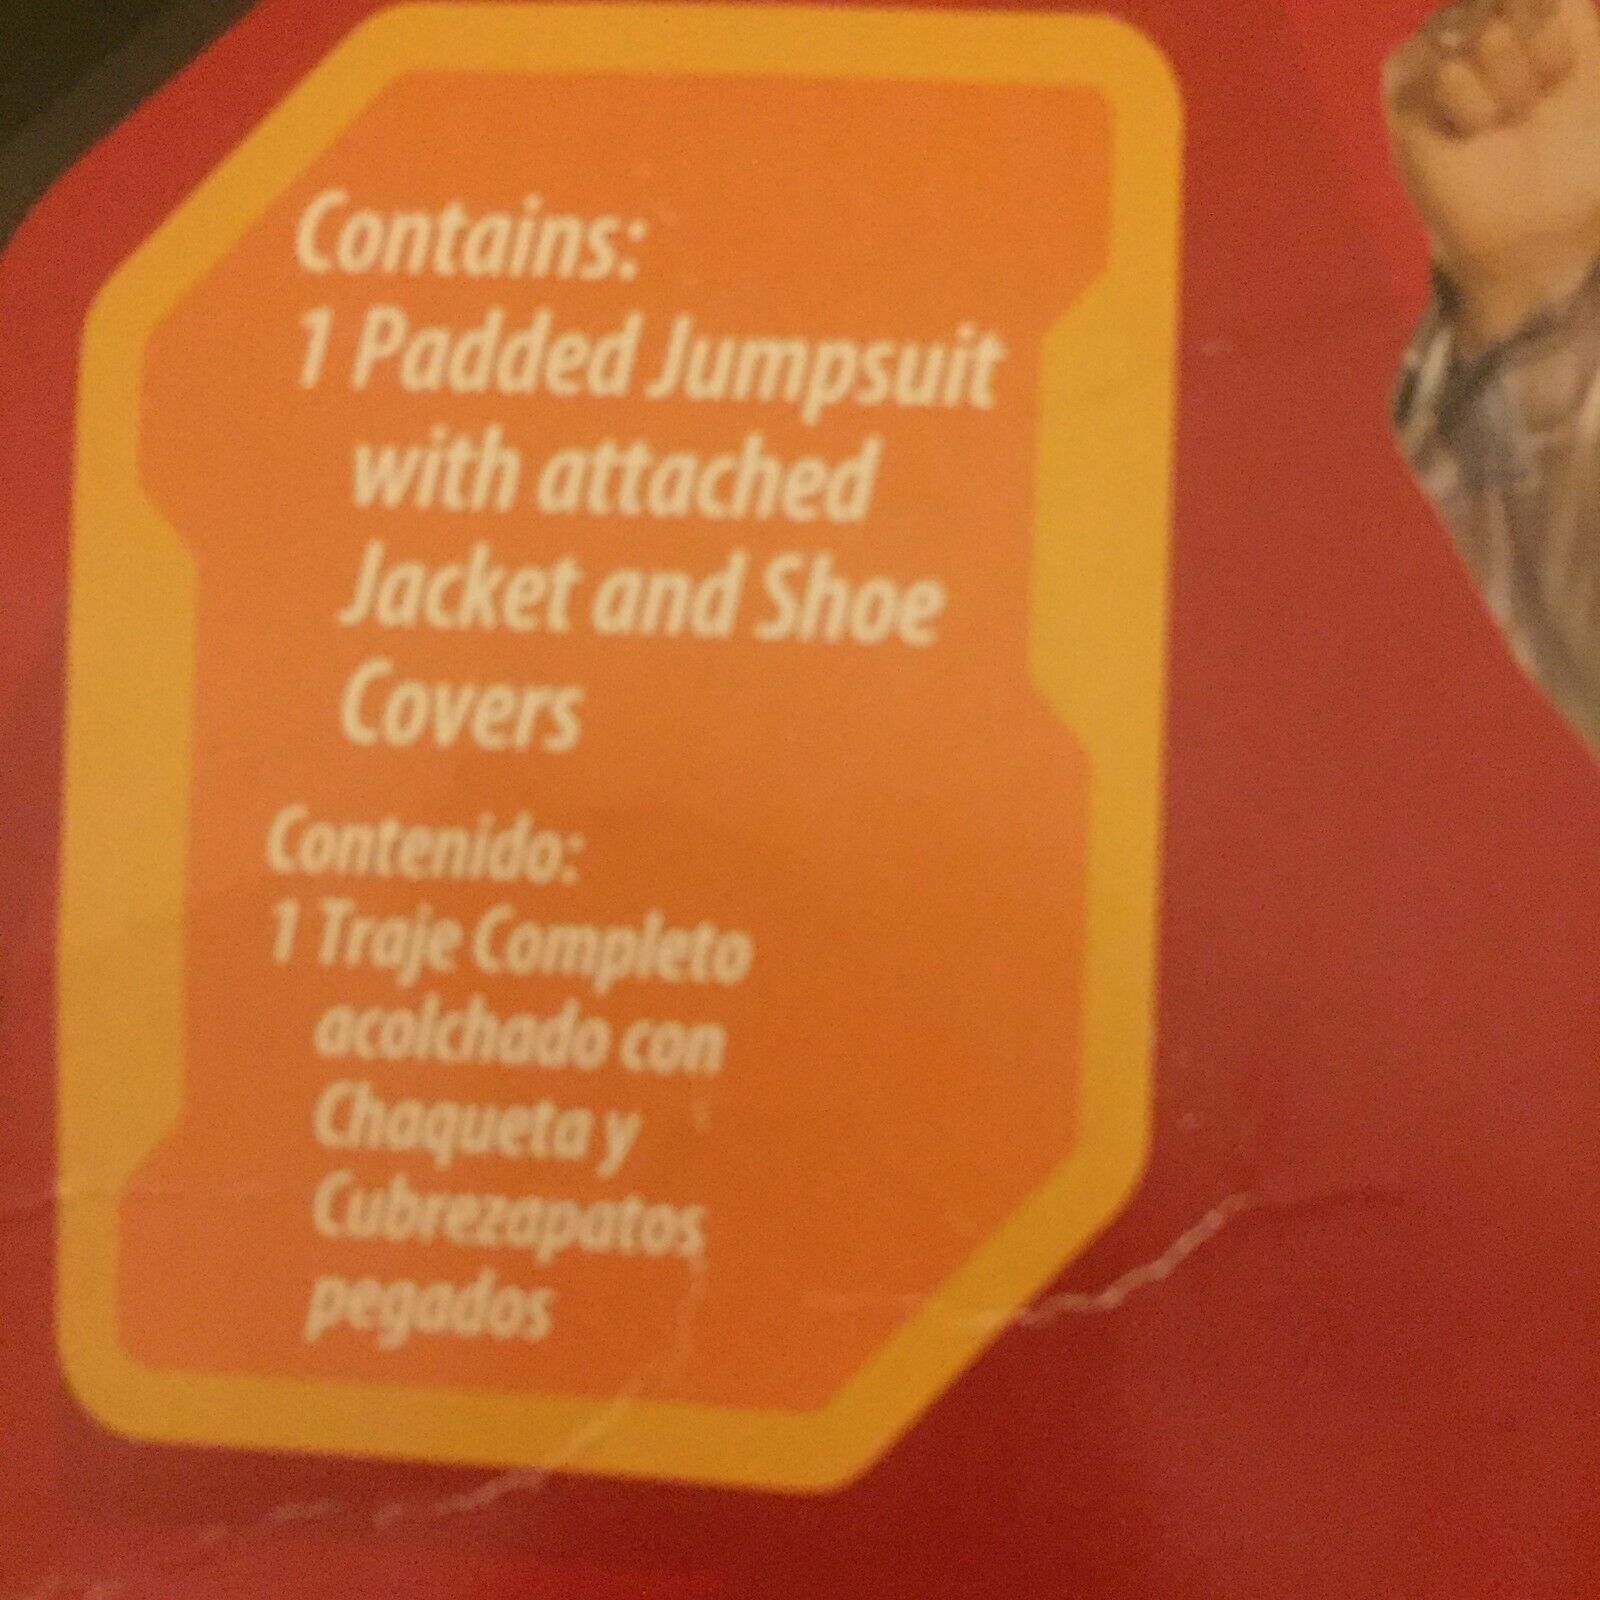 Contains:
1 Padded Jumpsuit
with attached
Jacket and Shoe
Covers
Contenido:
1 Traje Completo
acolchado con
Chaqueta y
Cubrezapatos
pegados